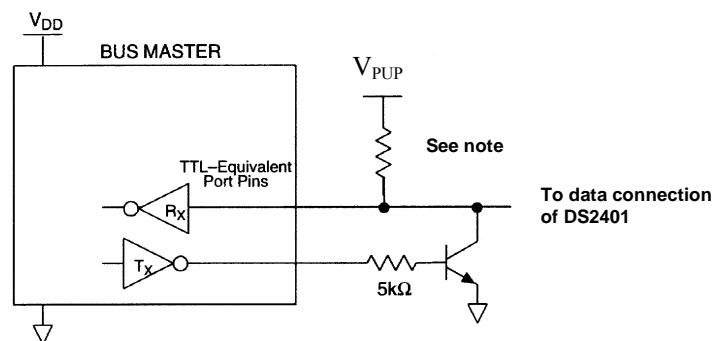 VDD
BUS MASTER
VPUP
See note
TTL–Equivalent
Port Pins
RX
To data connection
of DS2401
TX
5kΩ